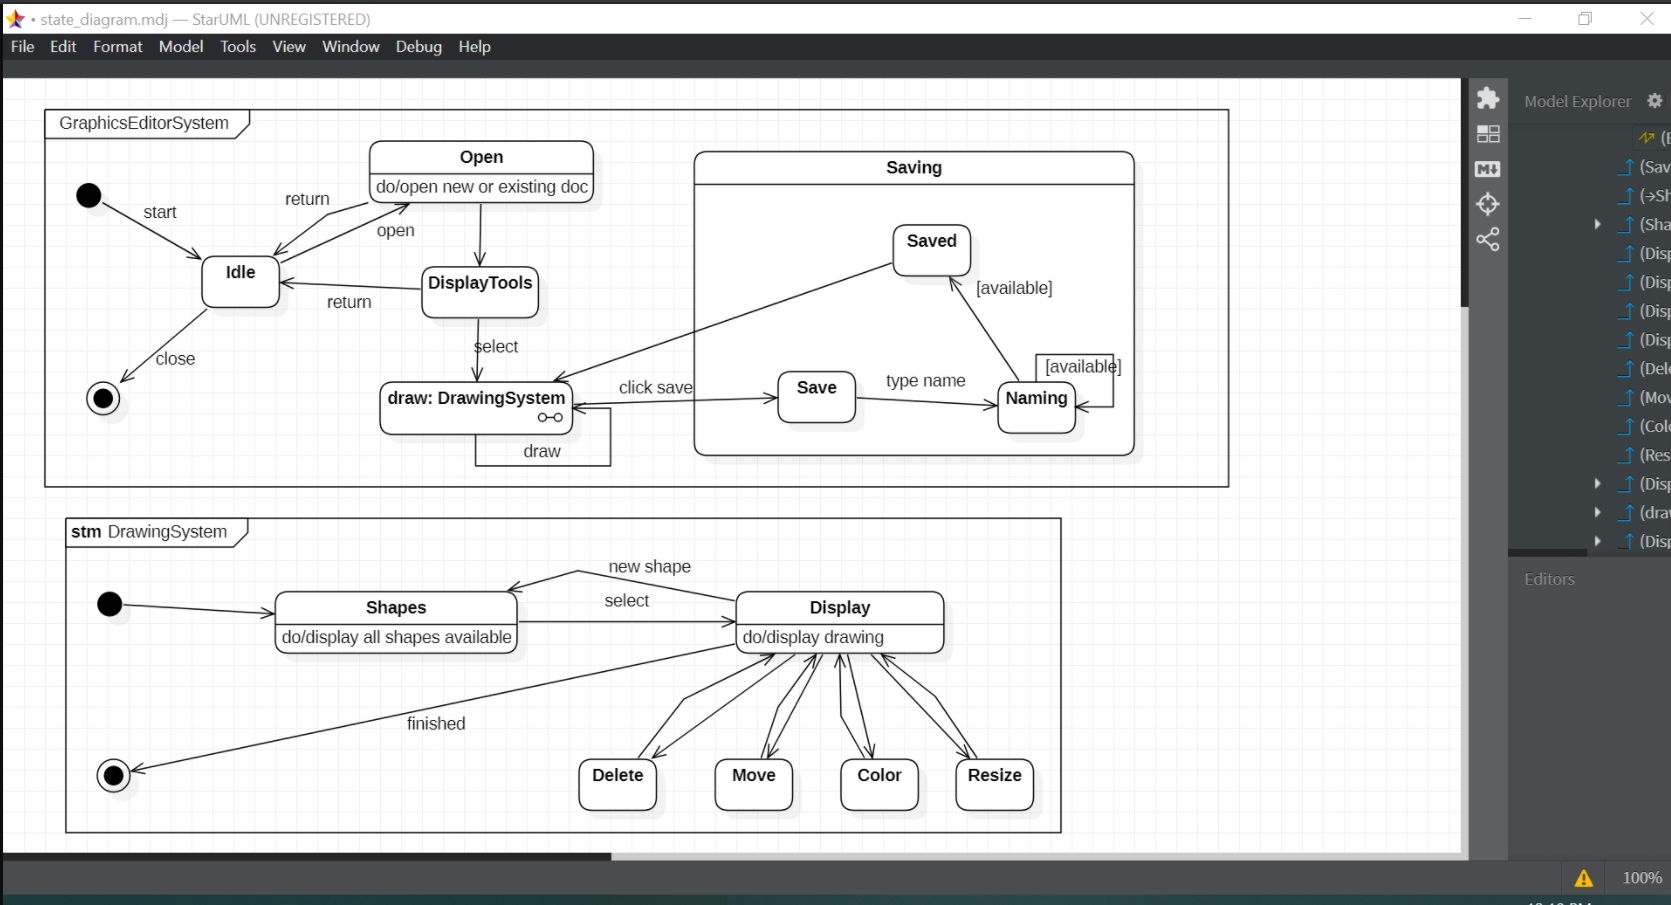 • state_diagram.mdj — StarUML (UNREGISTERED)
File Edit Format Model Tools View Window Debug Help
GraphicsEditorSystem
start
Idle
close
return
open
Open
do/open new or existing doc
DisplayTools
return
select
draw: DrawingSystem
draw
click save
Saving
Saved
[available]
Save
type name
[available]
Naming
stm DrawingSystem
Shapes
do/display all shapes available
new shape
select
Display
do/display drawing
finished
Delete
Move
Color
Resize
Model Explorer
(Sav
(→Sh
(Sha
(Disp
(Disp
(Disp
(Disp
(Dele
(Mov
(Colo
(Res
(Disp
(drav
(Disp
Editors
100%